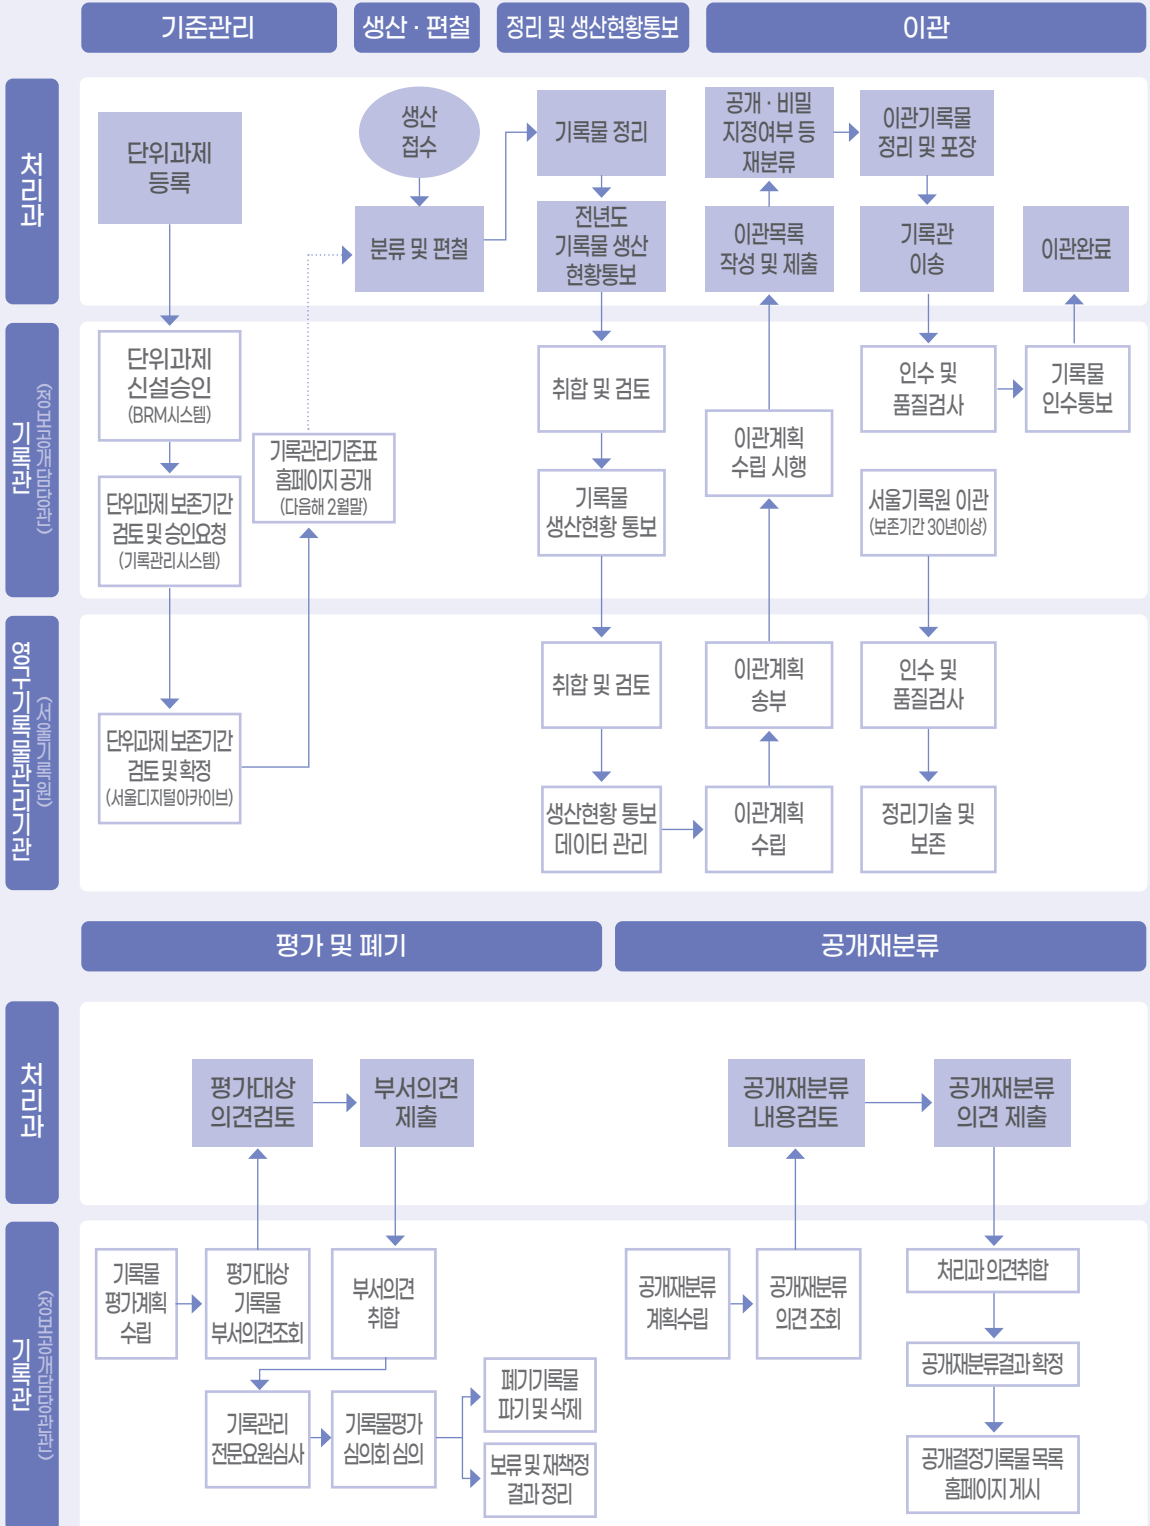 기준관리
생산 · 편철
정리 및 생산현황통보
이관
처리과
단위과제
등록
생산
접수
분류 및 편철
기록물 정리
전년도
기록물 생산
현황통보
공개 · 비밀
지정여부 등
재분류
이관목록
작성 및 제출
이관기록물
정리 및 포장
기록관
이송
이관완료
기록관
(정보공개담당관)
단위과제
신설승인
(BRM시스템)
단위과제 보존기간
검토 및 승인요청
(기록관리시스템)
기록관리기준표
홈페이지 공개
(다음해 2월말)
취합 및 검토
기록물
생산현황 통보
이관계획
수립 시행
인수 및
품질검사
기록물
인수통보
서울기록원 이관
(보존기간 30년이상)
영구기록물관리기관
(서울기록원)
단위과제 보존기간
검토 및 확정
(서울디지털아카이브)
취합 및 검토
생산현황 통보
데이터 관리
이관계획
송부
이관계획
수립
인수 및
품질검사
정리기술 및
보존
평가 및 폐기
공개재분류
처리과
평가대상
의견검토
부서의견
제출
공개재분류
내용검토
공개재분류
의견 제출
기록관
(정보공개담당관관)
기록물
평가계획
수립
평가대상
기록물
부서의견조회
부서의견
취합
기록관리
전문요원심사
기록물평가
심의회 심의
폐기기록물
파기 및 삭제
보류 및 재책정
결과 정리
공개재분류
계획수립
공개재분류
의견 조회
처리과 의견취합
공개재분류결과 확정
공개결정기록물 목록
홈페이지 게시